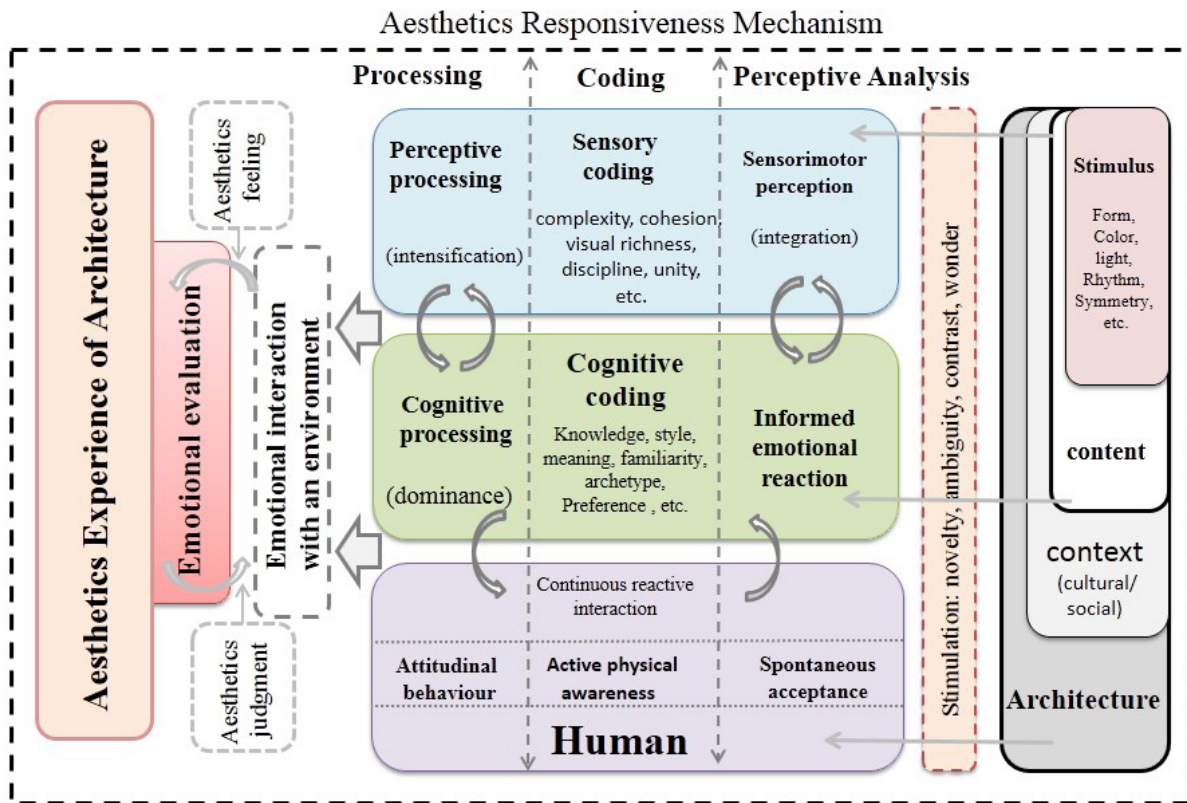 Aesthetics Responsiveness Mechanism
Processing
Coding
Perceptive Analysis
Aesthetics Experience of Architecture
Emotional evaluation
Aesthetics
feeling
Emotional interaction
with an environment
Aesthetics
judgment
Perceptive
processing
(intensification)
Sensory
coding
complexity, cohesion,
visual richness,
discipline, unity,
etc.
Sensorimotor
perception
(integration)
Cognitive
processing
(dominance)
Cognitive
coding
Knowledge, style,
meaning, familiarity,
archetype,
Preference , etc.
Informed
emotional
reaction
Continuous reactive
interaction
Attitudinal
behaviour
Active physical
awareness
Spontaneous
acceptance
Human
Stimulation: novelty, ambiguity, contrast, wonder
Stimulus
Form,
Color,
light,
Rhythm,
Symmetry,
etc.
content
context
(cultural/
social)
Architecture